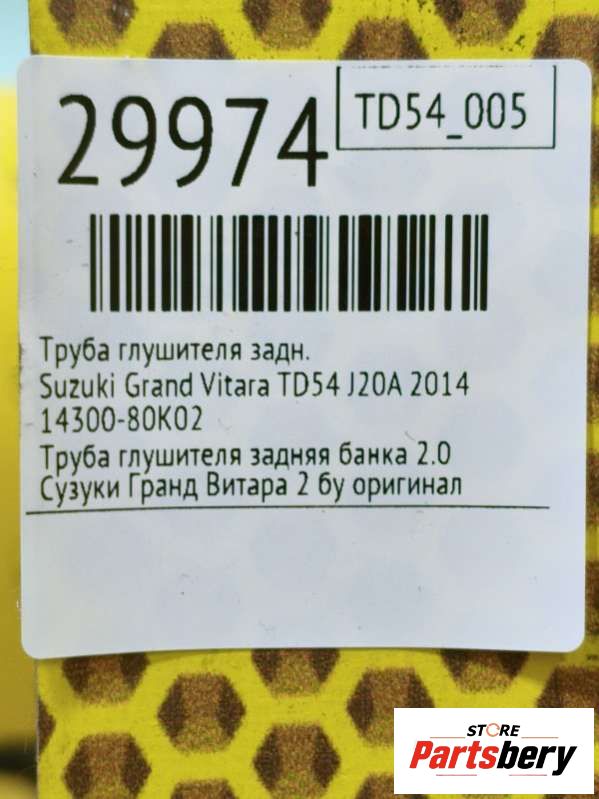 29974
TD54_005
Труба глушителя задн.
Suzuki Grand Vitara TD54 J20A 2014
14300-80K02
Труба глушителя задняя банка 2.0
Сузуки Гранд Витара 2 бу оригинал
STORE
Partsbery